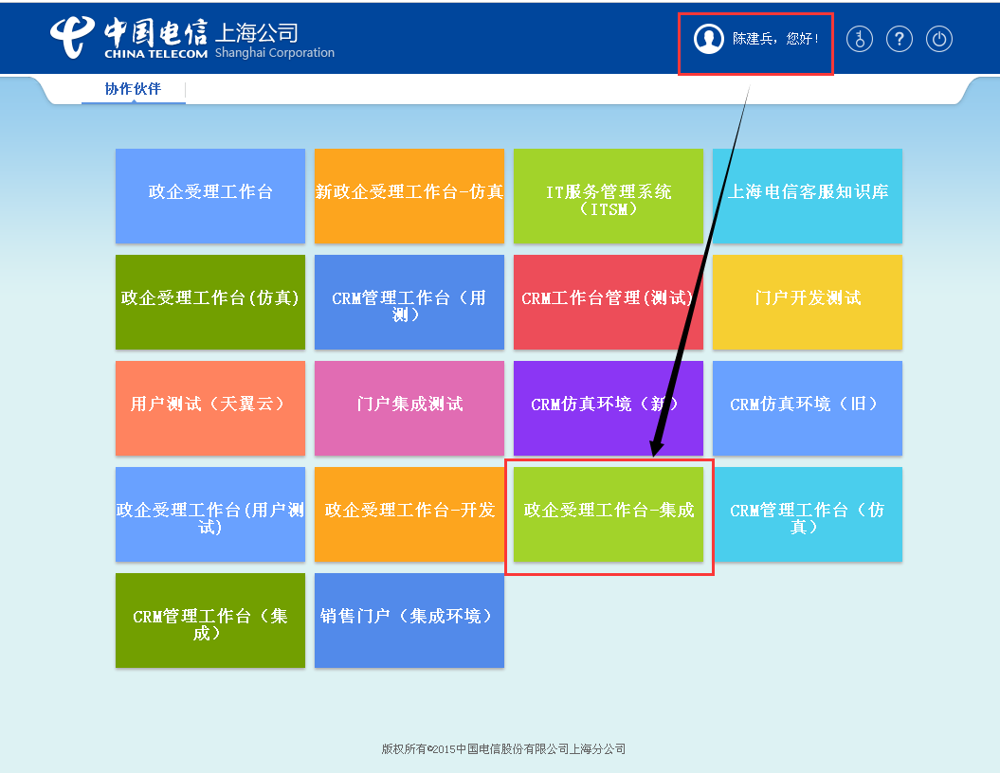 中国电信 上海公司
CHINA TELECOM Shanghai Corporation
陈建兵，您好！
?
协作伙伴
政企受理工作台
新政企受理工作台-仿真
IT服务管理系统
（ITSM）
上海电信客服知识库
政企受理工作台(仿真)
CRM管理工作台（用
测）
CRM工作台管理(测试)
门户开发测试
用户测试（天翼云）
门户集成测试
CRM仿真环境（新）
CRM仿真环境（旧）
政企受理工作台(用户测
试)
政企受理工作台-开发
政企受理工作台-集成
CRM管理工作台（仿
真）
CRM管理工作台（集
成）
销售门户（集成环境）
版权所有©2015中国电信股份有限公司上海分公司